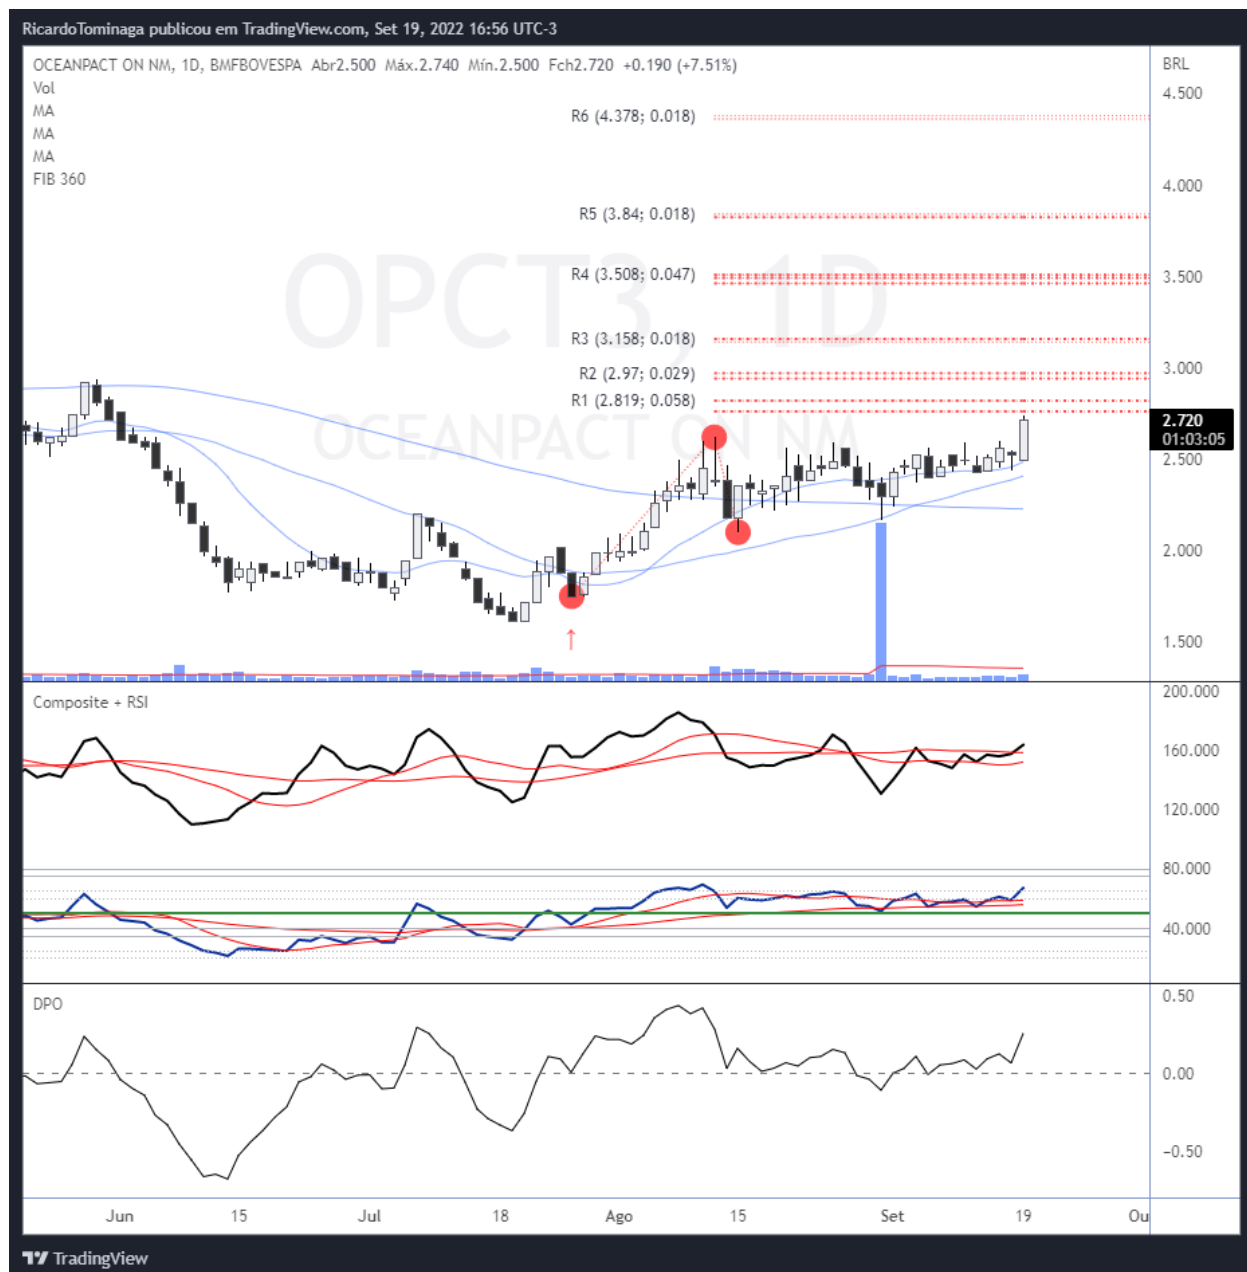 RicardoTominaga publicou em TradingView.com, Set 19, 2022 16:56 UTC-3
OCEANPACT ON NM, 1D, BMFBOVESPA Abr2.500 Máx.2.740 Mín.2.500 Fch2.720 +0.190 (+7.51%)
BRL
Vol
MA
MA
MA
FIB 360
4.500
R6 (4.378; 0.018)
4.000
R5 (3.84; 0.018)
OPCT3, 1D
R4 (3.508; 0.047)
3.500
R3 (3.158; 0.018)
3.000
R2 (2.97; 0.029)
R1 (2.819; 0.058)
OCEANPACT ON NM
2.720
01:03:05
2.500
2.000
1.500
Composite + RSI
200.000
160.000
120.000
80.000
40.000
DPO
0.50
0.00
-0.50
Jun 15 Jul 18 Ago 15 Set 19 Ou
TradingView